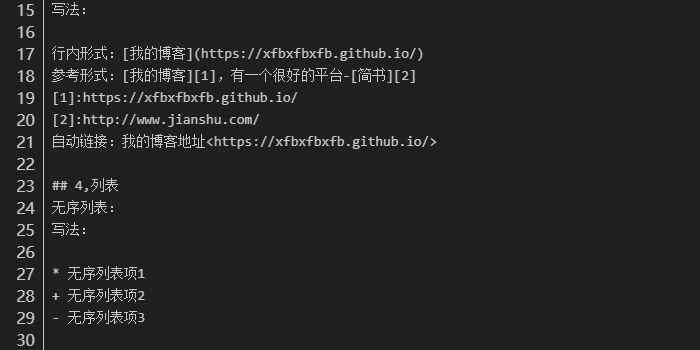 15 写法：
16
17 行内形式：[我的博客](https://xfbxfbxfb.github.io/)
18 参考形式：[我的博客][1]，有一个很好的平台-[简书][2]
19 [1]:https://xfbxfbxfb.github.io/
20 [2]:http://www.jianshu.com/
21 自动链接：我的博客地址<https://xfbxfbxfb.github.io/>
22
23 ## 4,列表
24 无序列表：
25 写法：
26
27 * 无序列表项1
28 + 无序列表项2
29 - 无序列表项3
30